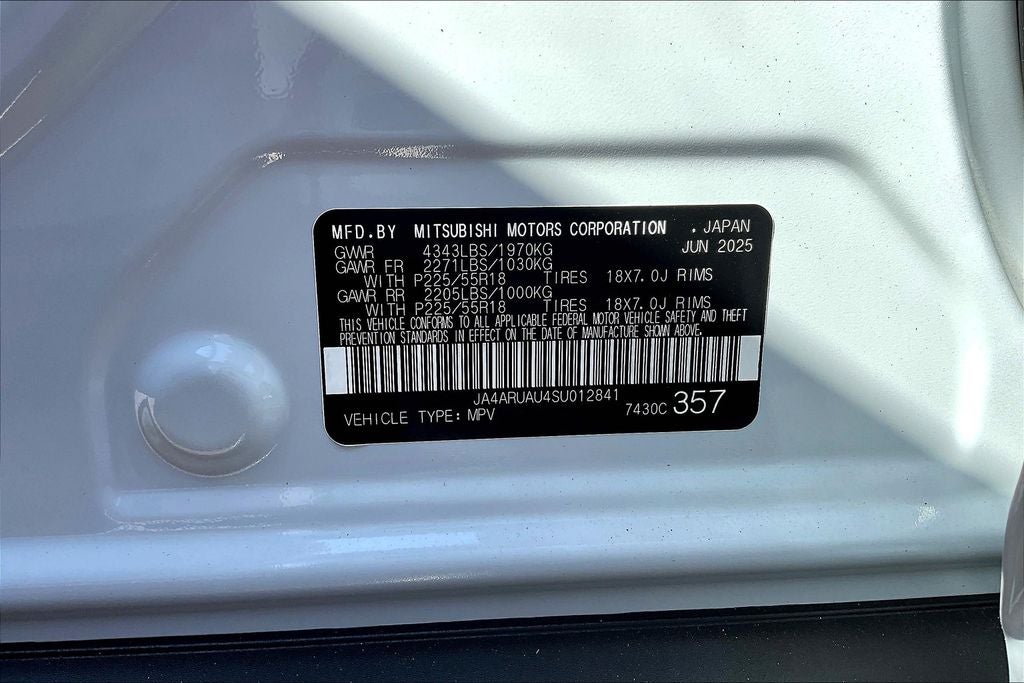 MFD.BY MITSUBISHI MOTORS CORPORATION . JAPAN
GVWR 4343LBS/1970KG JUN 2025
GAWR FR 2271LBS/1030KG
WITH P225/55R18 TIRES 18X7.0J RIMS
GAWR RR 2205LBS/1000KG
WITH P225/55R18 TIRES 18X7.0J RIMS
THIS VEHICLE CONFORMS TO ALL APPLICABLE FEDERAL MOTOR VEHICLE SAFETY AND THEFT
PREVENTION STANDARDS IN EFFECT ON THE DATE OF MANUFACTURE SHOWN ABOVE.
JA4ARUAU4SU012841
VEHICLE TYPE: MPV 7430C 357